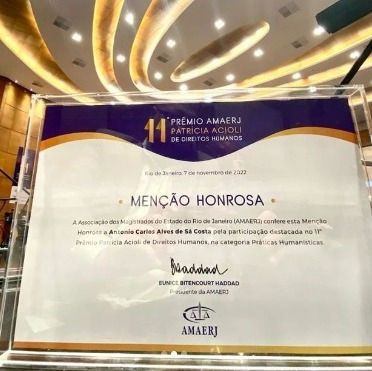 11º PRÊMIO AMAERJ
PATRÍCIA ACIOLI
DE DIREITOS HUMANOS
Rio de Janeiro, 7 de novembro de 2022
MENÇÃO HONROSA
A Associação dos Magistrados do Estado do Rio de Janeiro (AMAERJ) confere esta Menção
Honrosa a Antonio Carlos Alves de Sá Costa pela participação destacada no 11º
Prêmio Patrícia Acioli de Direitos Humanos, na categoria Práticas Humanísticas.
EHaddad
EUNICE BITENCOURT HADDAD
Presidente da AMAERJ
AMAERJ